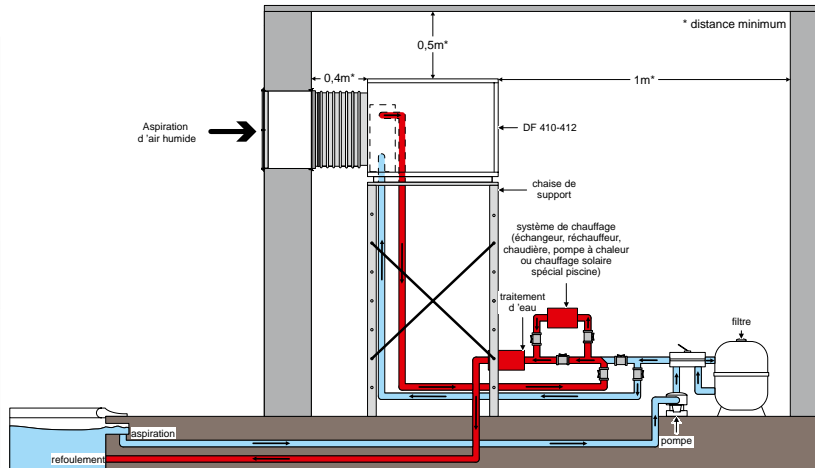 * distance minimum
0,5m*
0,4m*
1m*
Aspiration
d 'air humide
DF 410-412
chaise de
support
système de chauffage
(échangeur, réchauffeur,
chaudière, pompe à chaleur
ou chauffage solaire
spécial piscine)
traitement
d 'eau
filtre
aspiration
pompe
refoulement